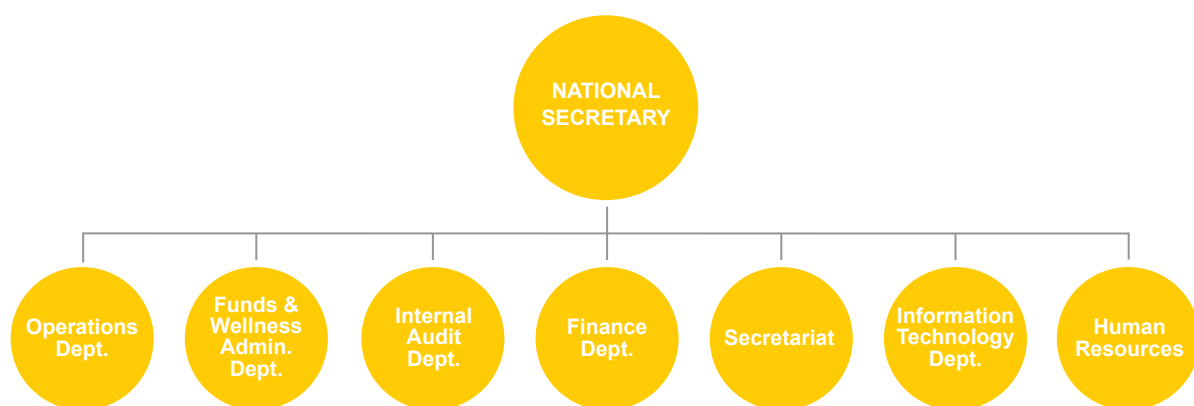 NATIONAL
SECRETARY
Operations
Dept.
Funds &
Wellness
Admin.
Dept.
Internal
Audit
Dept.
Finance
Dept.
Secretariat
Information
Technology
Dept.
Human
Resources